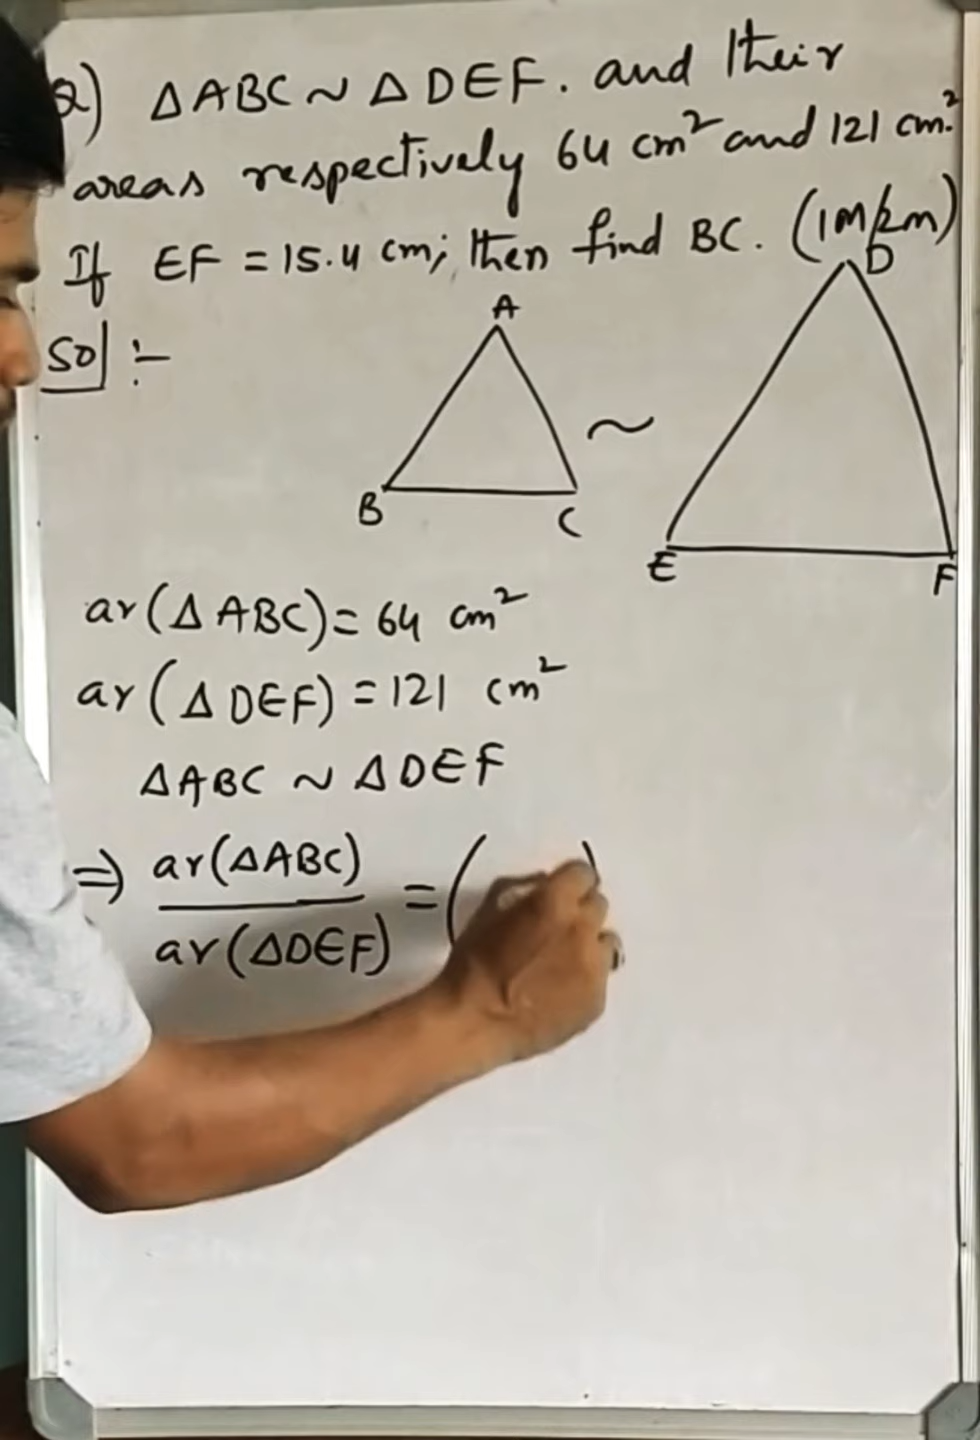 2) ΔABC ~ ΔDEF. and their
areas respectively 64 cm² and 121 cm².
If EF = 15.4 cm; then find BC. (1M/2m)
Sol :-
A
B
C
~
D
E
F
ar(ΔABC) = 64 cm²
ar(ΔDEF) = 121 cm²
ΔABC ~ ΔDEF
⇒ ar(ΔABC)/ar(ΔDEF) = ( )